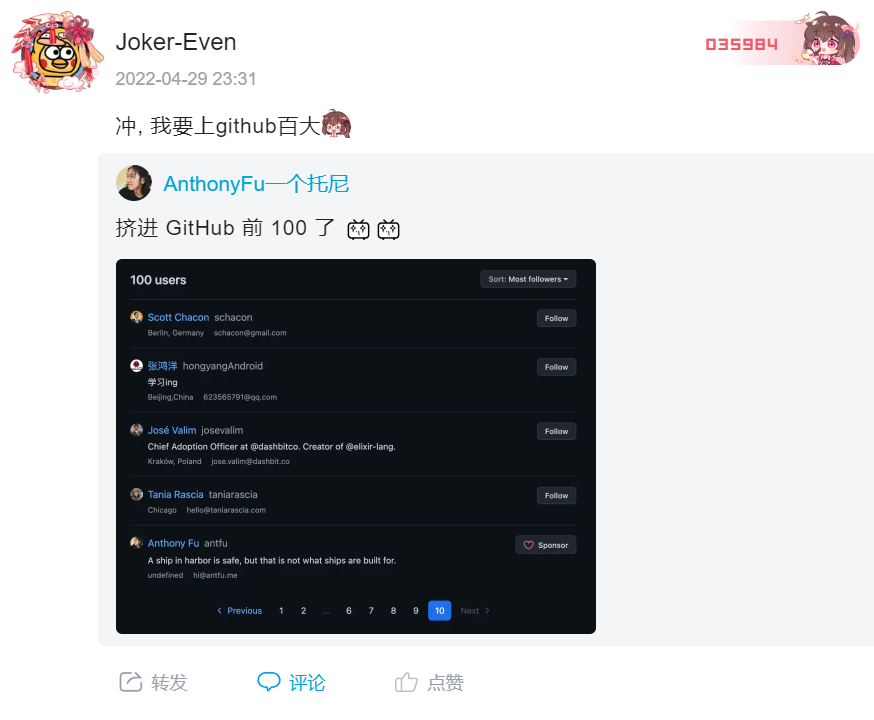 Joker-Even
035984
2022-04-29 23:31
冲, 我要上github百大
AnthonyFu一个托尼
挤进 GitHub 前 100 了
100 users
Sort: Most followers
Scott Chacon schacon
Follow
Berlin, Germany schacon@gmail.com
张鸿洋 hongyangAndroid
Follow
学习ing
Beijing,China 623565791@qq.com
José Valim josevalim
Follow
Chief Adoption Officer at @dashbitco. Creator of @elixir-lang.
Kraków, Poland jose.valim@dashbit.co
Tania Rascia taniarascia
Follow
Chicago hello@taniarascia.com
Anthony Fu antfu
Sponsor
A ship in harbor is safe, but that is not what ships are built for.
undefined hi@antfu.me
Previous 1 2 ... 6 7 8 9 10 Next
转发 评论 点赞